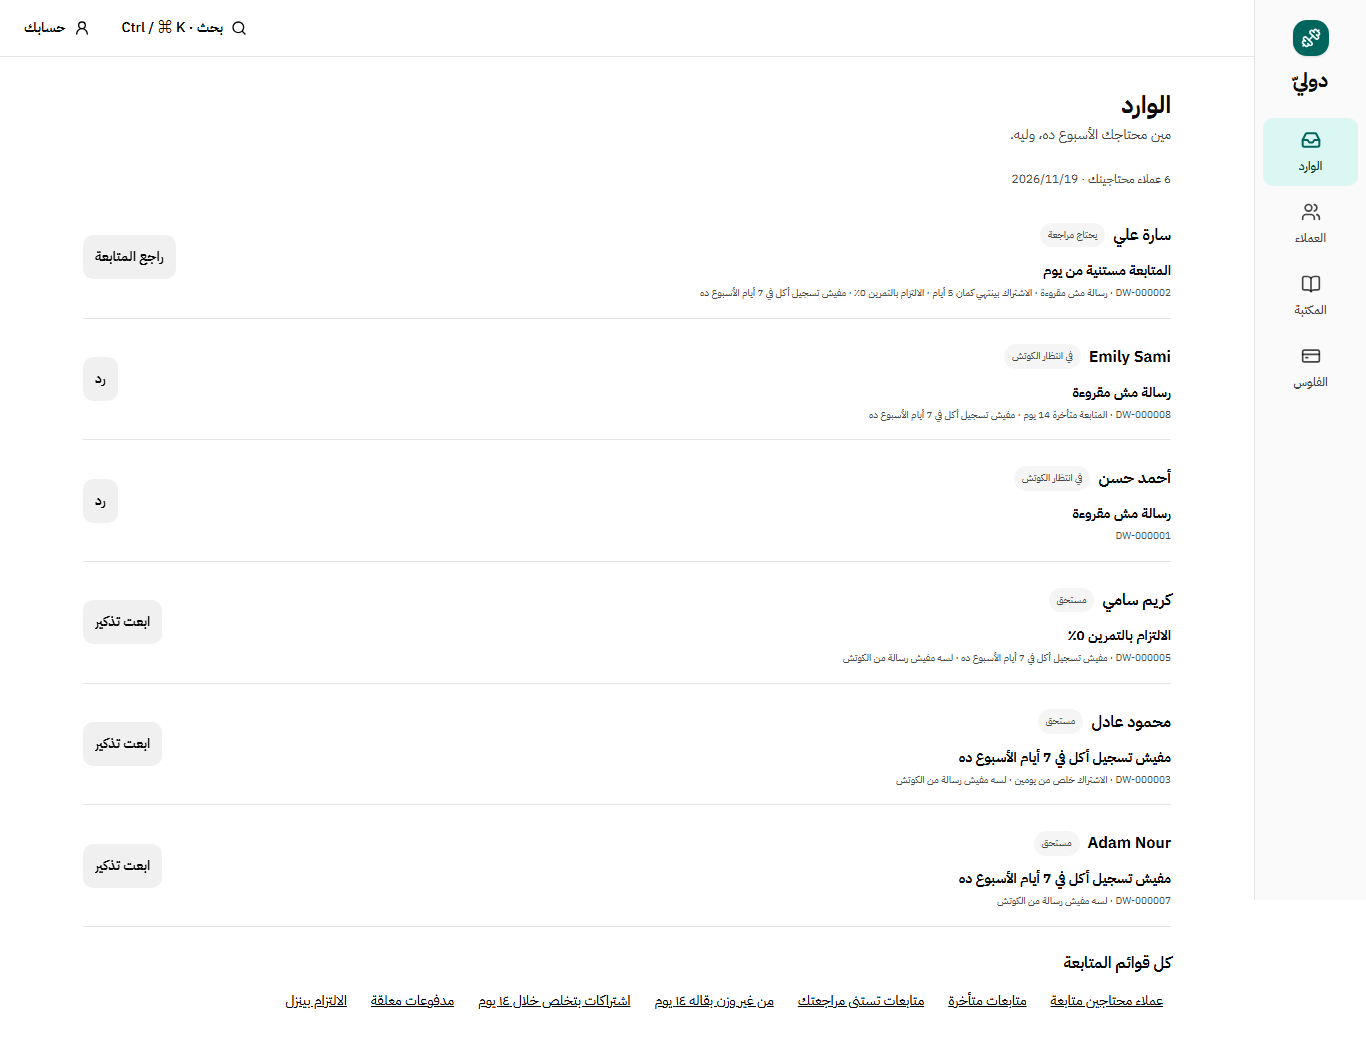 دوليّ
الوارد
العملاء
المكتبة
الفلوس
بحث · Ctrl / ⌘ K
حسابك
الوارد
مين محتاجك الأسبوع ده، وليه.
6 عملاء محتاجينك · 2026/11/19
سارة علي يحتاج مراجعة
المتابعة مستنية من يوم
DW-000002 · رسالة مش مقروءة · الاشتراك بينتهي كمان 5 أيام · الالتزام بالتمرين 0٪ · مفيش تسجيل أكل في 7 أيام الأسبوع ده
راجع المتابعة
Emily Sami في انتظار الكوتش
رسالة مش مقروءة
DW-000008 · المتابعة متأخرة 14 يوم · مفيش تسجيل أكل في 7 أيام الأسبوع ده
رد
أحمد حسن في انتظار الكوتش
رسالة مش مقروءة
DW-000001
رد
كريم سامي مستحق
الالتزام بالتمرين 0٪
DW-000005 · مفيش تسجيل أكل في 7 أيام الأسبوع ده · لسه مفيش رسالة من الكوتش
ابعت تذكير
محمود عادل مستحق
مفيش تسجيل أكل في 7 أيام الأسبوع ده
DW-000003 · الاشتراك خلص من يومين · لسه مفيش رسالة من الكوتش
ابعت تذكير
Adam Nour مستحق
مفيش تسجيل أكل في 7 أيام الأسبوع ده
DW-000007 · لسه مفيش رسالة من الكوتش
ابعت تذكير
كل قوائم المتابعة
عملاء محتاجين متابعة متابعات متأخرة متابعات تستنى مراجعتك من غير وزن بقاله ١٤ يوم اشتراكات بتخلص خلال ١٤ يوم مدفوعات معلقة الالتزام بينزل